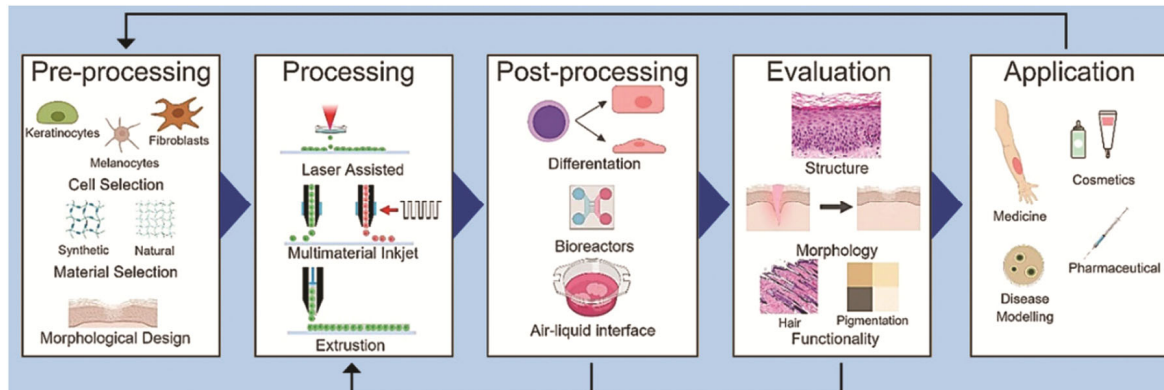 Pre-processing
Keratinocytes
Fibroblasts
Melanocytes
Cell Selection
Synthetic Natural
Material Selection
Morphological Design
Processing
Laser Assisted
Multimaterial Inkjet
Extrustion
Post-processing
Differentation
Bioreactors
Air-liquid interface
Evaluation
Structure
Morphology
Hair Pigmentation
Functionality
Application
Medicine
Cosmetics
Disease
Modelling
Pharmaceutical